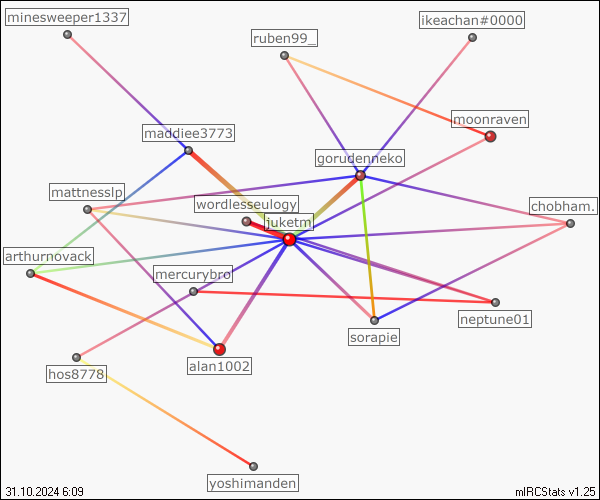 minesweeper1337
ikeachan#0000
ruben99_
moonraven
maddiee3773
gorudenneko
mattnesslp
wordlesseulogy
chobham.
juketm
arthurnovack
mercurybro
neptune01
sorapie
alan1002
hos8778
yoshimanden
31.10.2024 6:09
mIRCStats v1.25